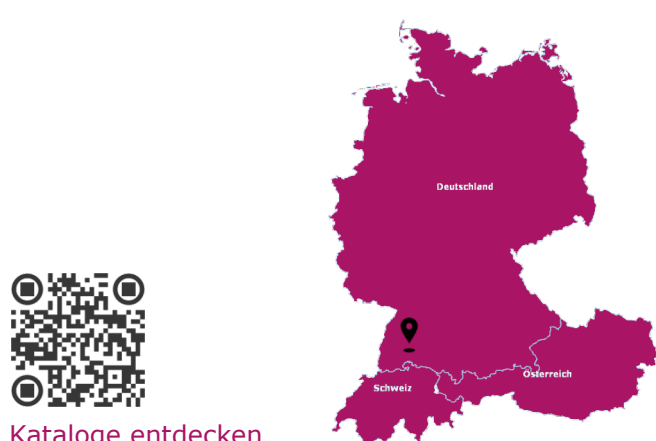 Deutschland
Österreich
Schweiz
Kataloge entdecken